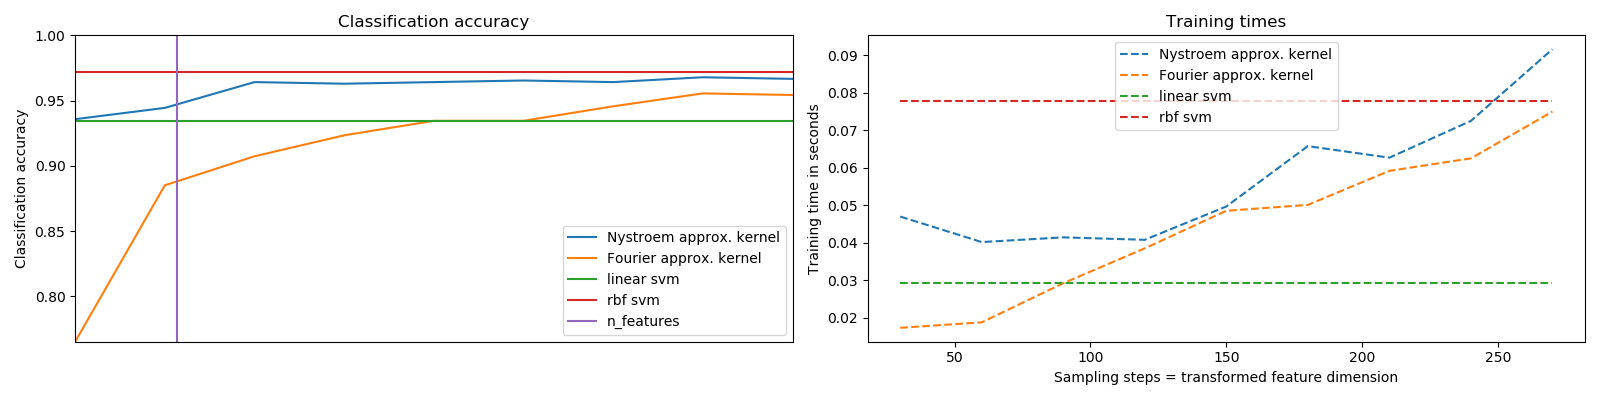 Classification accuracy
Classification accuracy
1.00
0.95
0.90
0.85
0.80
Nystroem approx. kernel
Fourier approx. kernel
linear svm
rbf svm
n_features
Training times
Training time in seconds
0.09
0.08
0.07
0.06
0.05
0.04
0.03
0.02
Nystroem approx. kernel
Fourier approx. kernel
linear svm
rbf svm
50 100 150 200 250
Sampling steps = transformed feature dimension